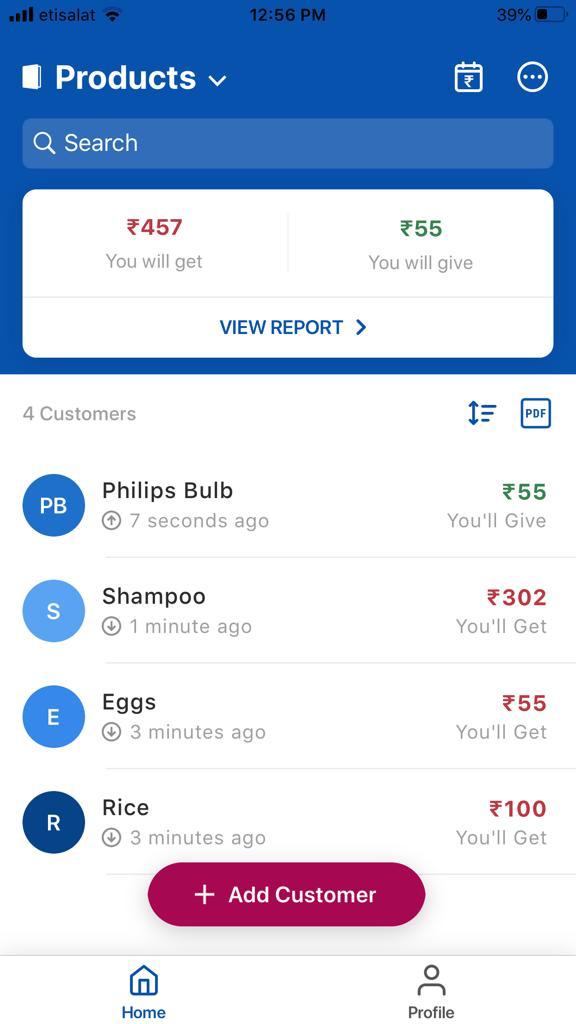 etisalat 12:56 PM 39%
Products
Search
₹457 ₹55
You will get You will give
VIEW REPORT
4 Customers PDF
PB Philips Bulb ₹55
7 seconds ago You'll Give
S Shampoo ₹302
1 minute ago You'll Get
E Eggs ₹55
3 minutes ago You'll Get
R Rice ₹100
3 minutes ago You'll Get
+ Add Customer
Home Profile